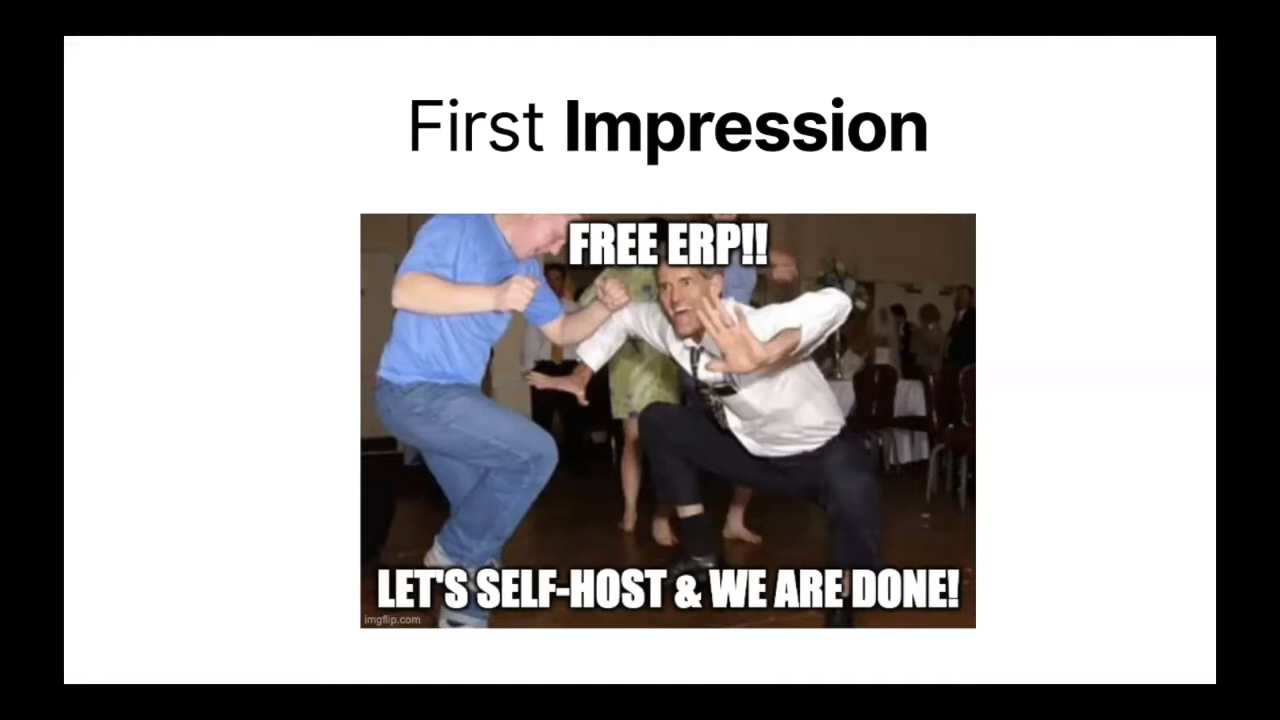 First Impression
FREE ERP!!
LET'S SELF-HOST & WE ARE DONE!
imgflip.com